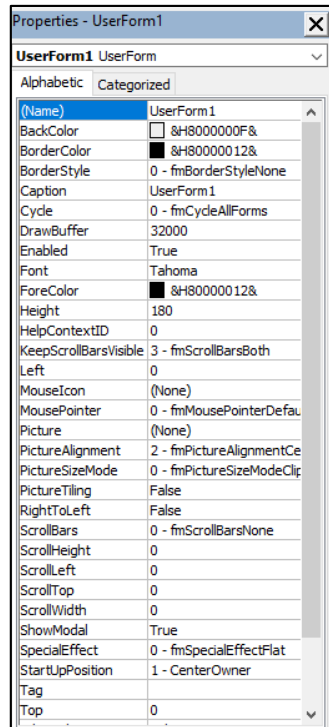 Properties - UserForm1
UserForm1 UserForm
Alphabetic Categorized
(Name) UserForm1
BackColor &H8000000F&
BorderColor &H80000012&
BorderStyle 0 - fmBorderStyleNone
Caption UserForm1
Cycle 0 - fmCycleAllForms
DrawBuffer 32000
Enabled True
Font Tahoma
ForeColor &H80000012&
Height 180
HelpContextID 0
KeepScrollBarsVisible 3 - fmScrollBarsBoth
Left 0
MouseIcon (None)
MousePointer 0 - fmMousePointerDefau
Picture (None)
PictureAlignment 2 - fmPictureAlignmentCe
PictureSizeMode 0 - fmPictureSizeModeClip
PictureTiling False
RightToLeft False
ScrollBars 0 - fmScrollBarsNone
ScrollHeight 0
ScrollLeft 0
ScrollTop 0
ScrollWidth 0
ShowModal True
SpecialEffect 0 - fmSpecialEffectFlat
StartUpPosition 1 - CenterOwner
Tag
Top 0